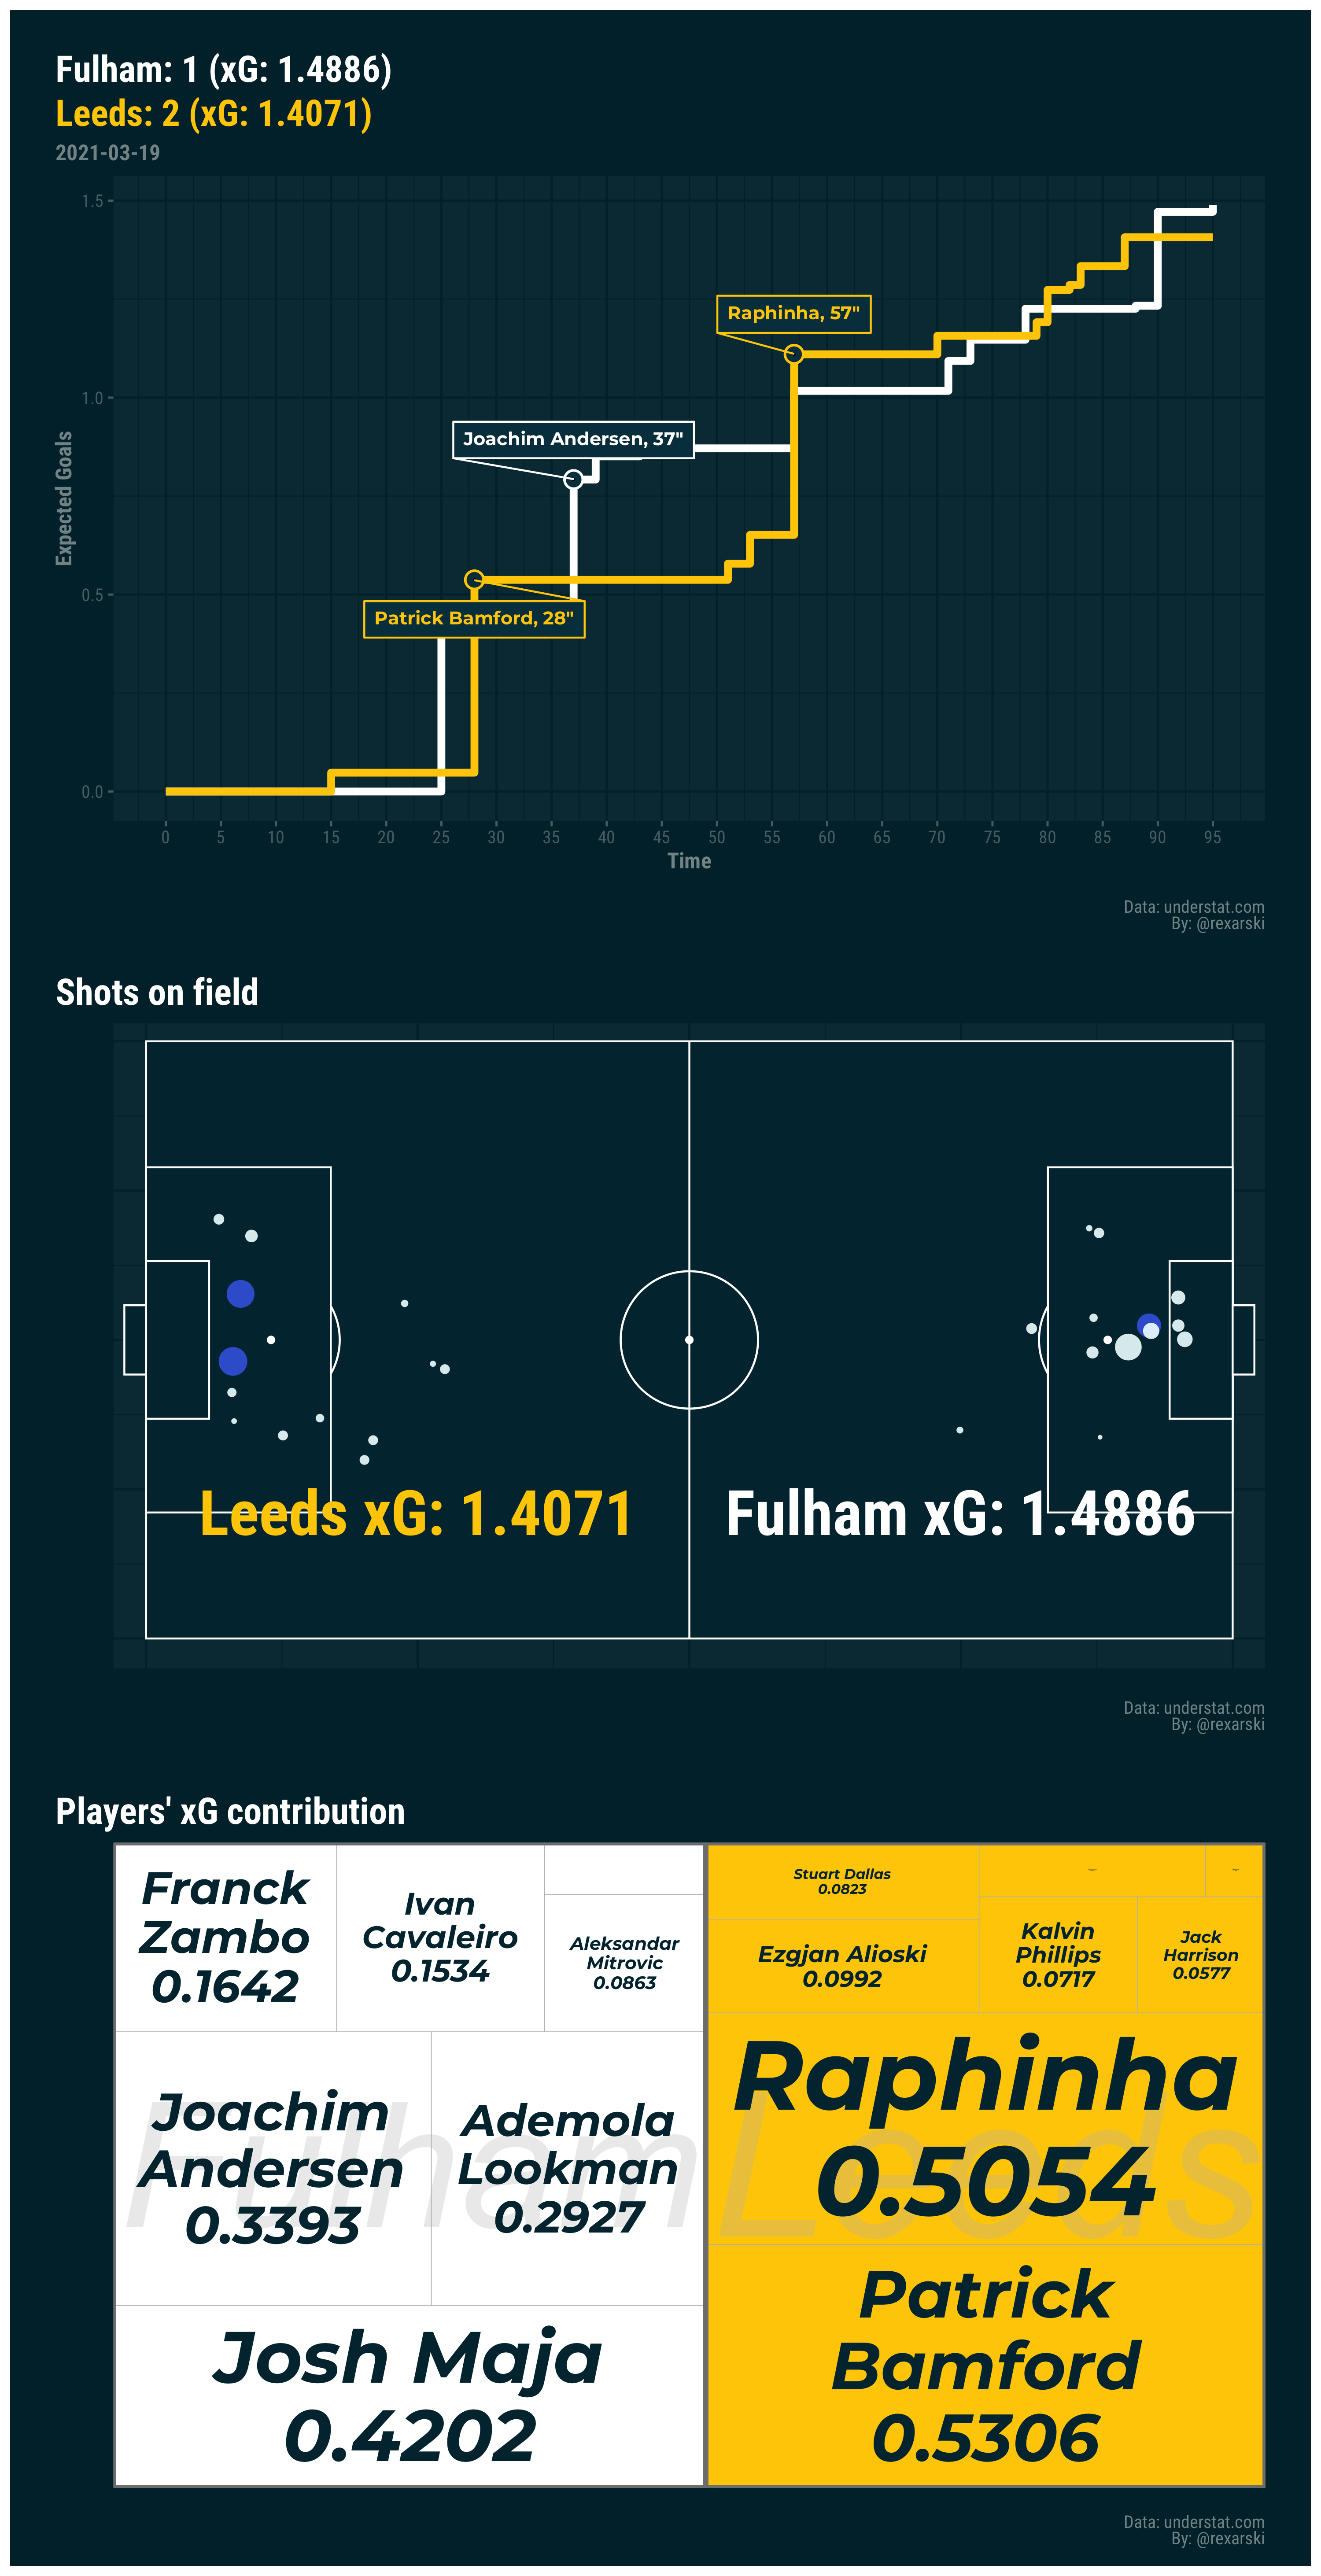 Fulham: 1 (xG: 1.4886)
Leeds: 2 (xG: 1.4071)
2021-03-19
1.5
1.0
0.5
0.0
Expected Goals
Raphinha, 57"
Joachim Andersen, 37"
Patrick Bamford, 28"
0 5 10 15 20 25 30 35 40 45 50 55 60 65 70 75 80 85 90 95
Time
Data: understat.com
By: @rexarski
Shots on field
Leeds xG: 1.4071
Fulham xG: 1.4886
Data: understat.com
By: @rexarski
Players' xG contribution
Franck
Zambo
0.1642
Ivan
Cavaleiro
0.1534
Aleksandar
Mitrovic
0.0863
Joachim
Andersen
0.3393
Ademola
Lookman
0.2927
Josh Maja
0.4202
Fulham
Stuart Dallas
0.0823
Ezgjan Alioski
0.0992
Kalvin
Phillips
0.0717
Jack
Harrison
0.0577
Raphinha
0.5054
Patrick
Bamford
0.5306
Leeds
Data: understat.com
By: @rexarski